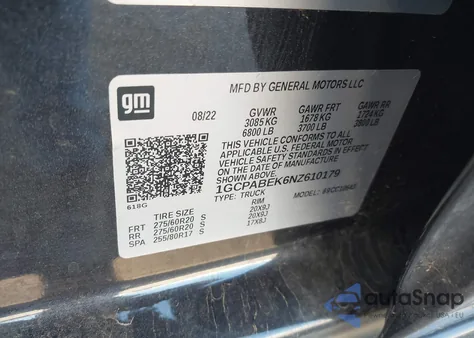 gm
MFD BY GENERAL MOTORS LLC
08/22 GVWR GAWR FRT GAWR RR
3085 KG 1678 KG 1724 KG
6800 LB 3700 LB 3800 LB
THIS VEHICLE CONFORMS TO ALL
APPLICABLE U.S. FEDERAL MOTOR
VEHICLE SAFETY STANDARDS IN EFFECT
ON THE DATE OF MANUFACTURE
1GCPABEK6NZ610179
TYPE: TRUCK MODEL:
618G
TIRE SIZE RIM
FRT 275/60R20 S 20X9J
RR 275/60R20 S 20X9J
SPA 255/80R17 S 17X8J
autoSnap